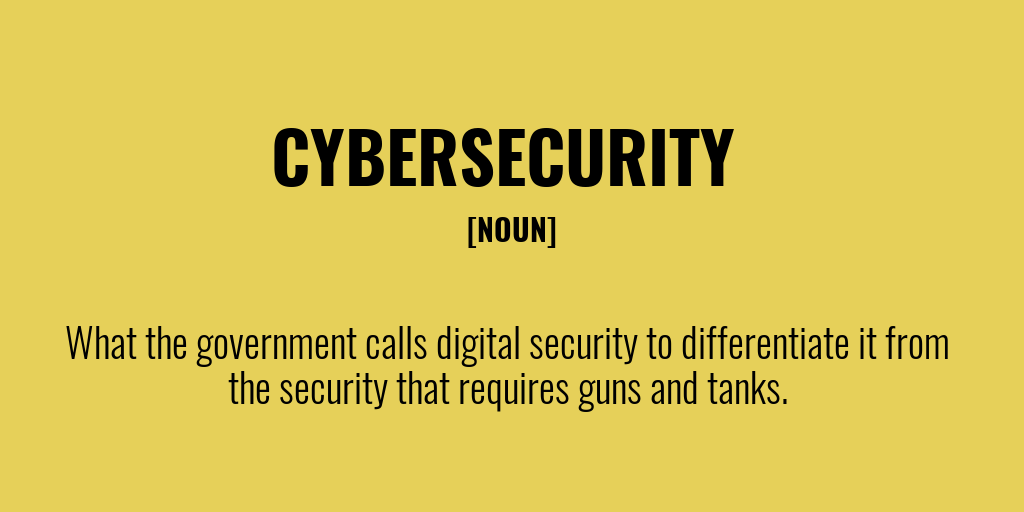 CYBERSECURITY
[NOUN]
What the government calls digital security to differentiate it from
the security that requires guns and tanks.